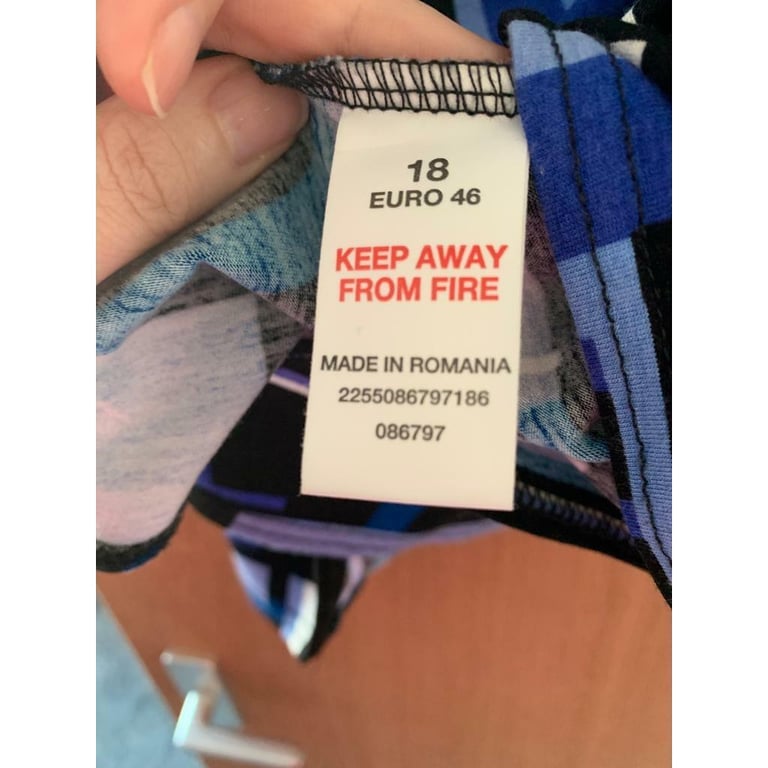 18
EURO 46
KEEP AWAY
FROM FIRE
MADE IN ROMANIA
2255086797186
086797